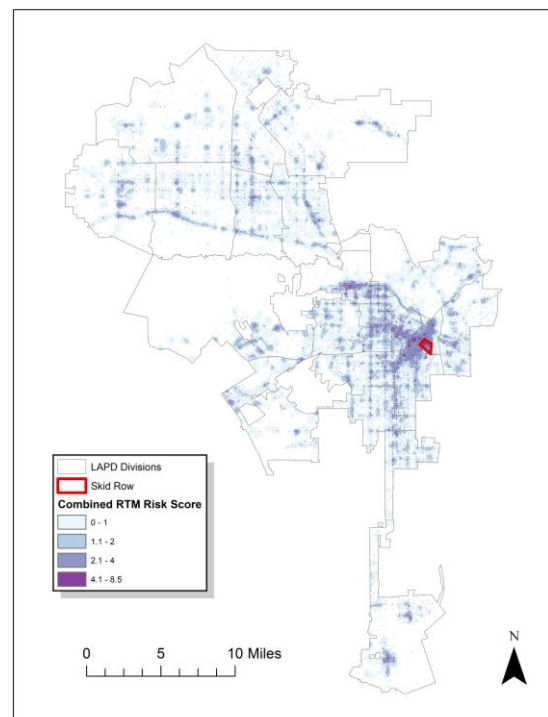 LAPD Divisions
Skid Row
Combined RTM Risk Score
0 - 1
1.1 - 2
2.1 - 4
4.1 - 8.5
0 5 10 Miles
N